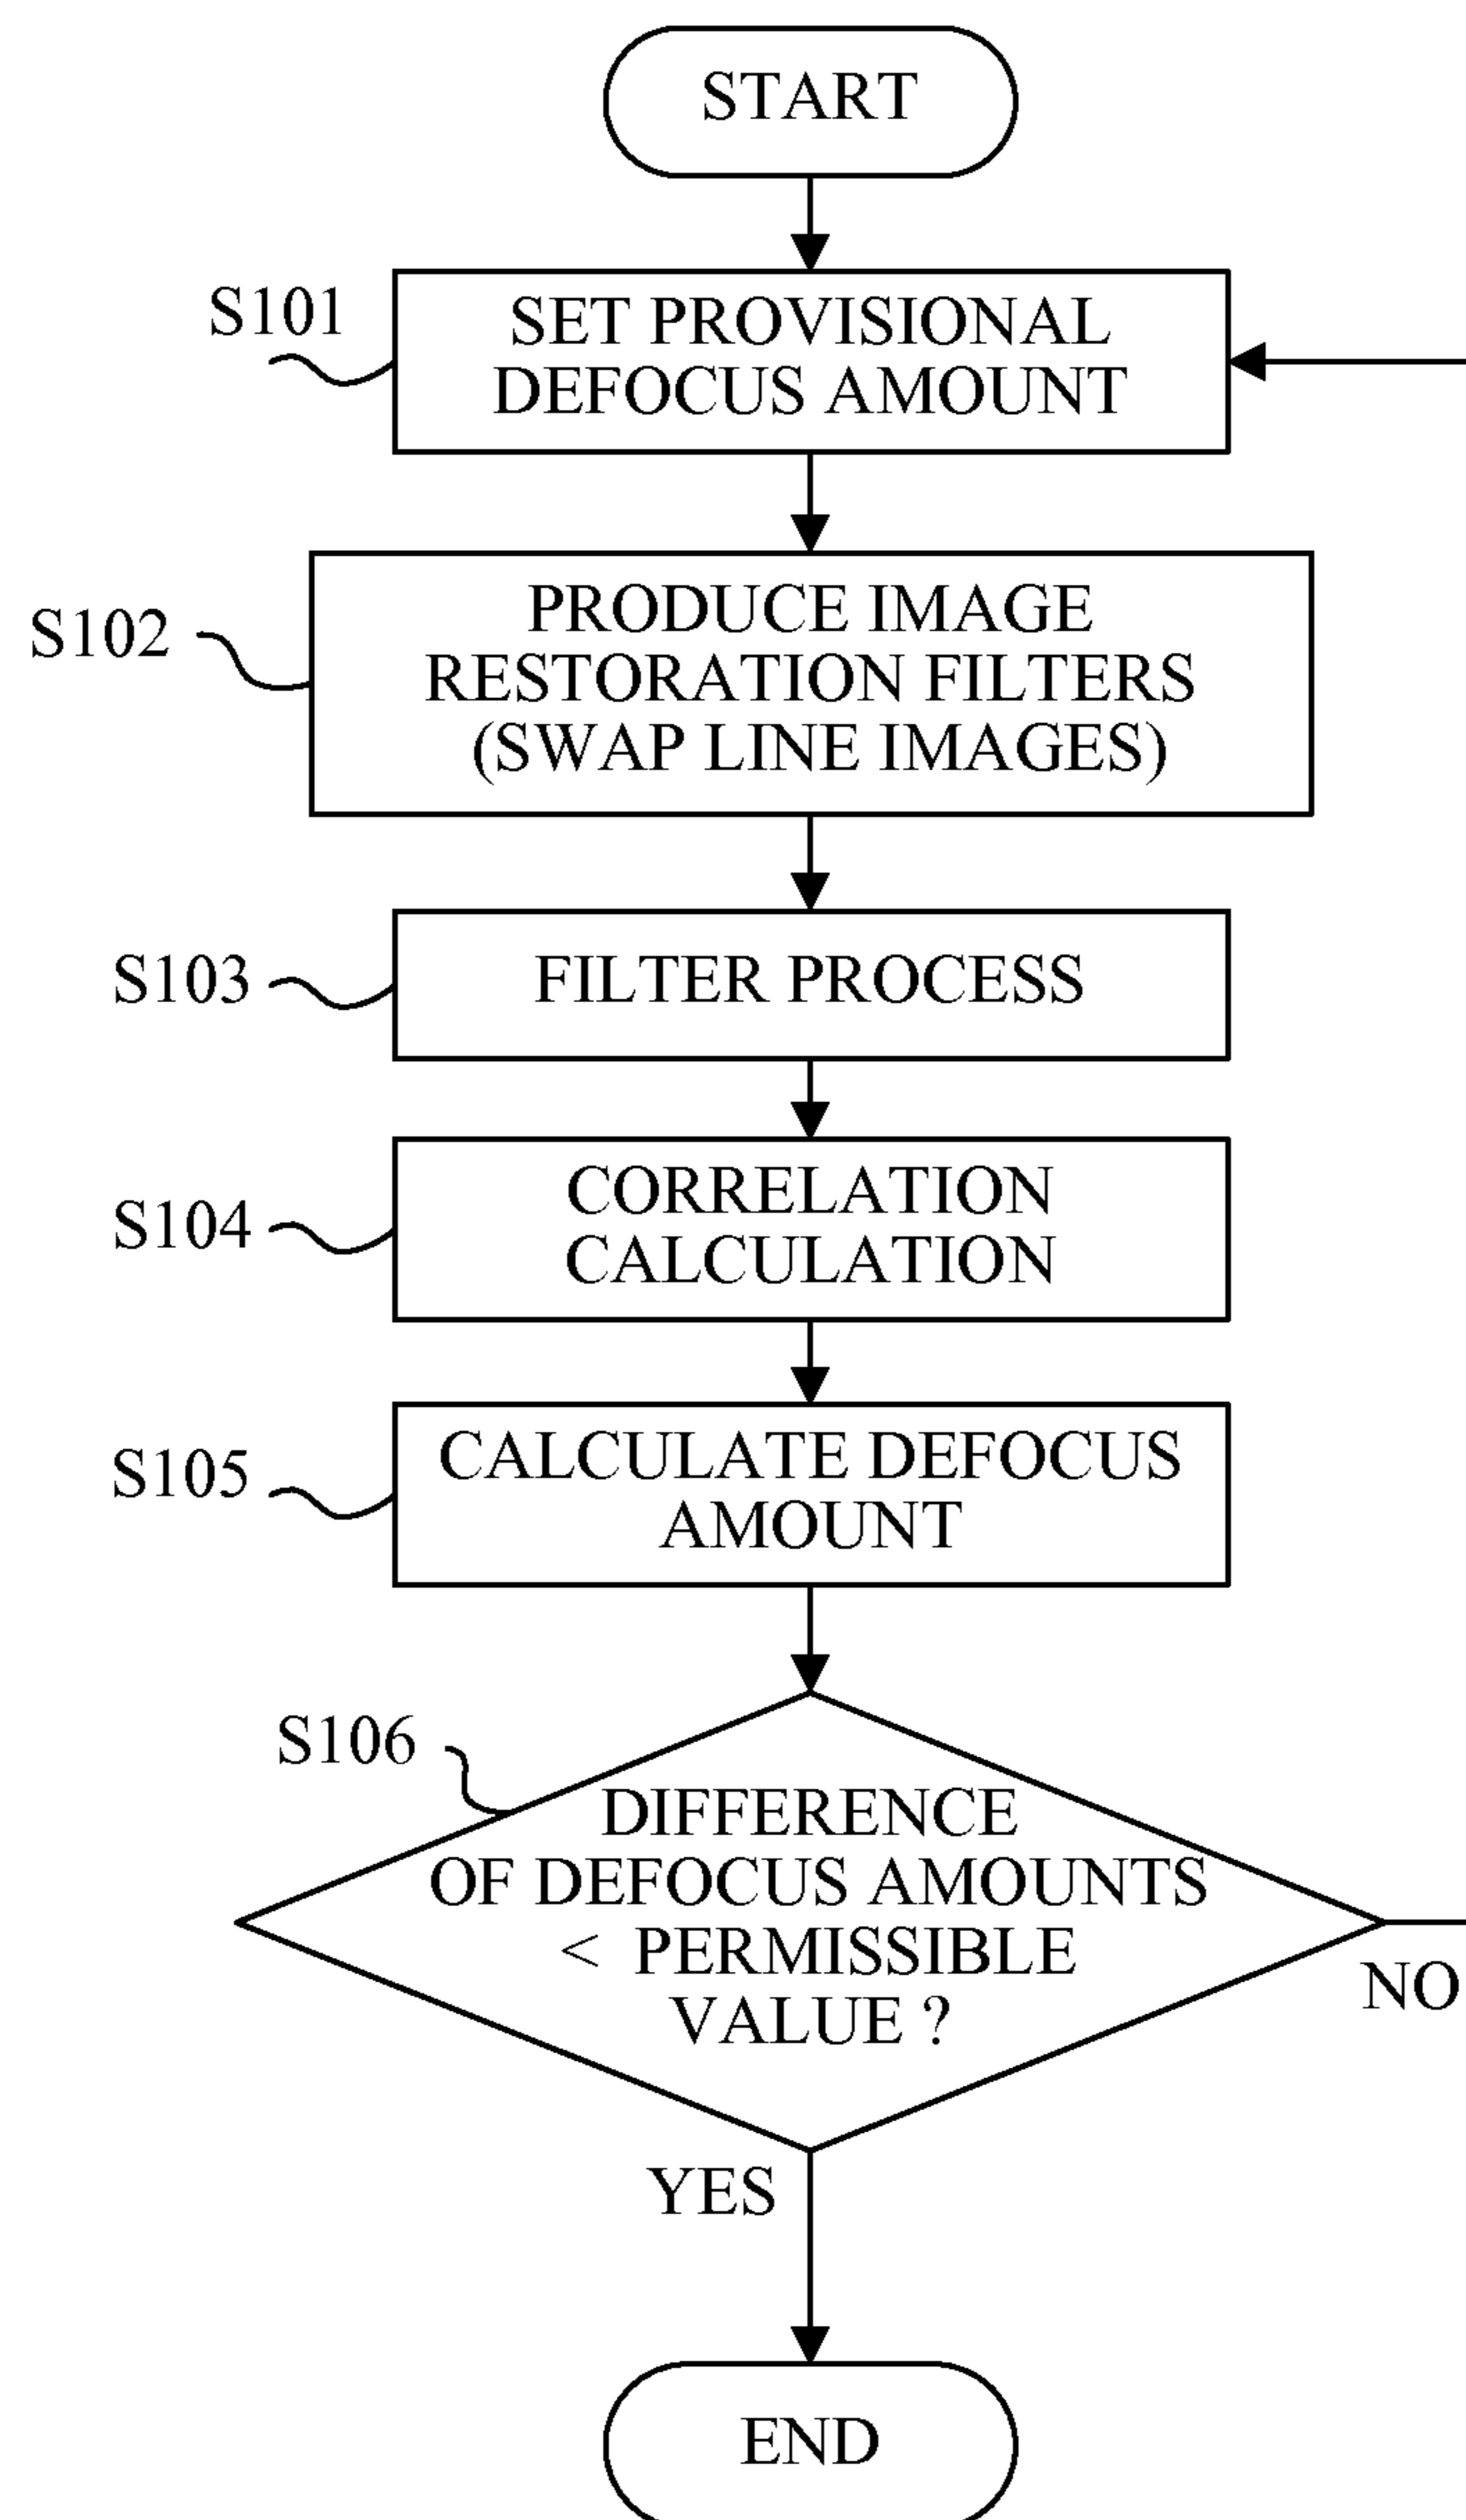 START
S101
SET PROVISIONAL
DEFOCUS AMOUNT
S102
PRODUCE IMAGE
RESTORATION FILTERS
(SWAP LINE IMAGES)
S103
FILTER PROCESS
S104
CORRELATION
CALCULATION
S105
CALCULATE DEFOCUS
AMOUNT
S106
DIFFERENCE
OF DEFOCUS AMOUNTS
< PERMISSIBLE
VALUE ?
NO
YES
END